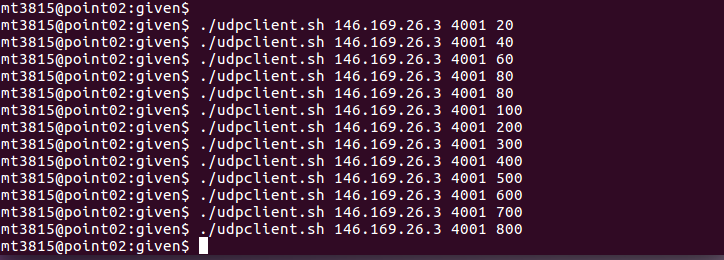 mt3815@point02:given$
mt3815@point02:given$ ./udpclient.sh 146.169.26.3 4001 20
mt3815@point02:given$ ./udpclient.sh 146.169.26.3 4001 40
mt3815@point02:given$ ./udpclient.sh 146.169.26.3 4001 60
mt3815@point02:given$ ./udpclient.sh 146.169.26.3 4001 80
mt3815@point02:given$ ./udpclient.sh 146.169.26.3 4001 80
mt3815@point02:given$ ./udpclient.sh 146.169.26.3 4001 100
mt3815@point02:given$ ./udpclient.sh 146.169.26.3 4001 200
mt3815@point02:given$ ./udpclient.sh 146.169.26.3 4001 300
mt3815@point02:given$ ./udpclient.sh 146.169.26.3 4001 400
mt3815@point02:given$ ./udpclient.sh 146.169.26.3 4001 500
mt3815@point02:given$ ./udpclient.sh 146.169.26.3 4001 600
mt3815@point02:given$ ./udpclient.sh 146.169.26.3 4001 700
mt3815@point02:given$ ./udpclient.sh 146.169.26.3 4001 800
mt3815@point02:given$